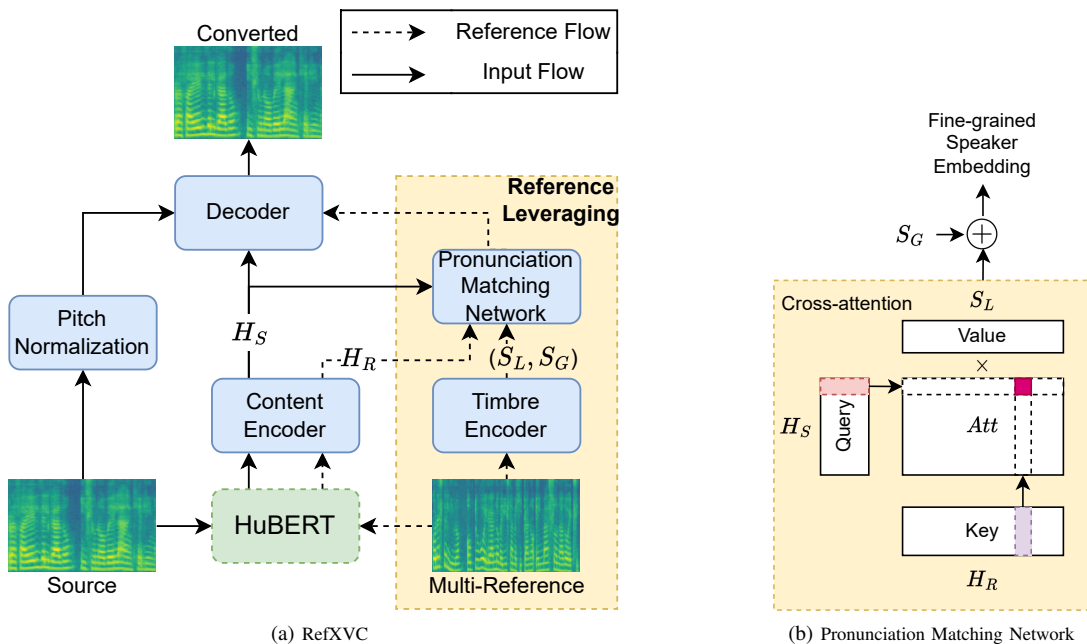 Converted
Reference Flow
Input Flow
Reference
Leveraging
Decoder
Pronunciation
Matching
Network
Pitch
Normalization
H_S
H_R
(S_L, S_G)
Content
Encoder
Timbre
Encoder
HuBERT
Source
Multi-Reference
(a) RefXVC
Fine-grained
Speaker
Embedding
S_G
+
S_L
Cross-attention
Value
×
H_S
Query
Att
Key
H_R
(b) Pronunciation Matching Network